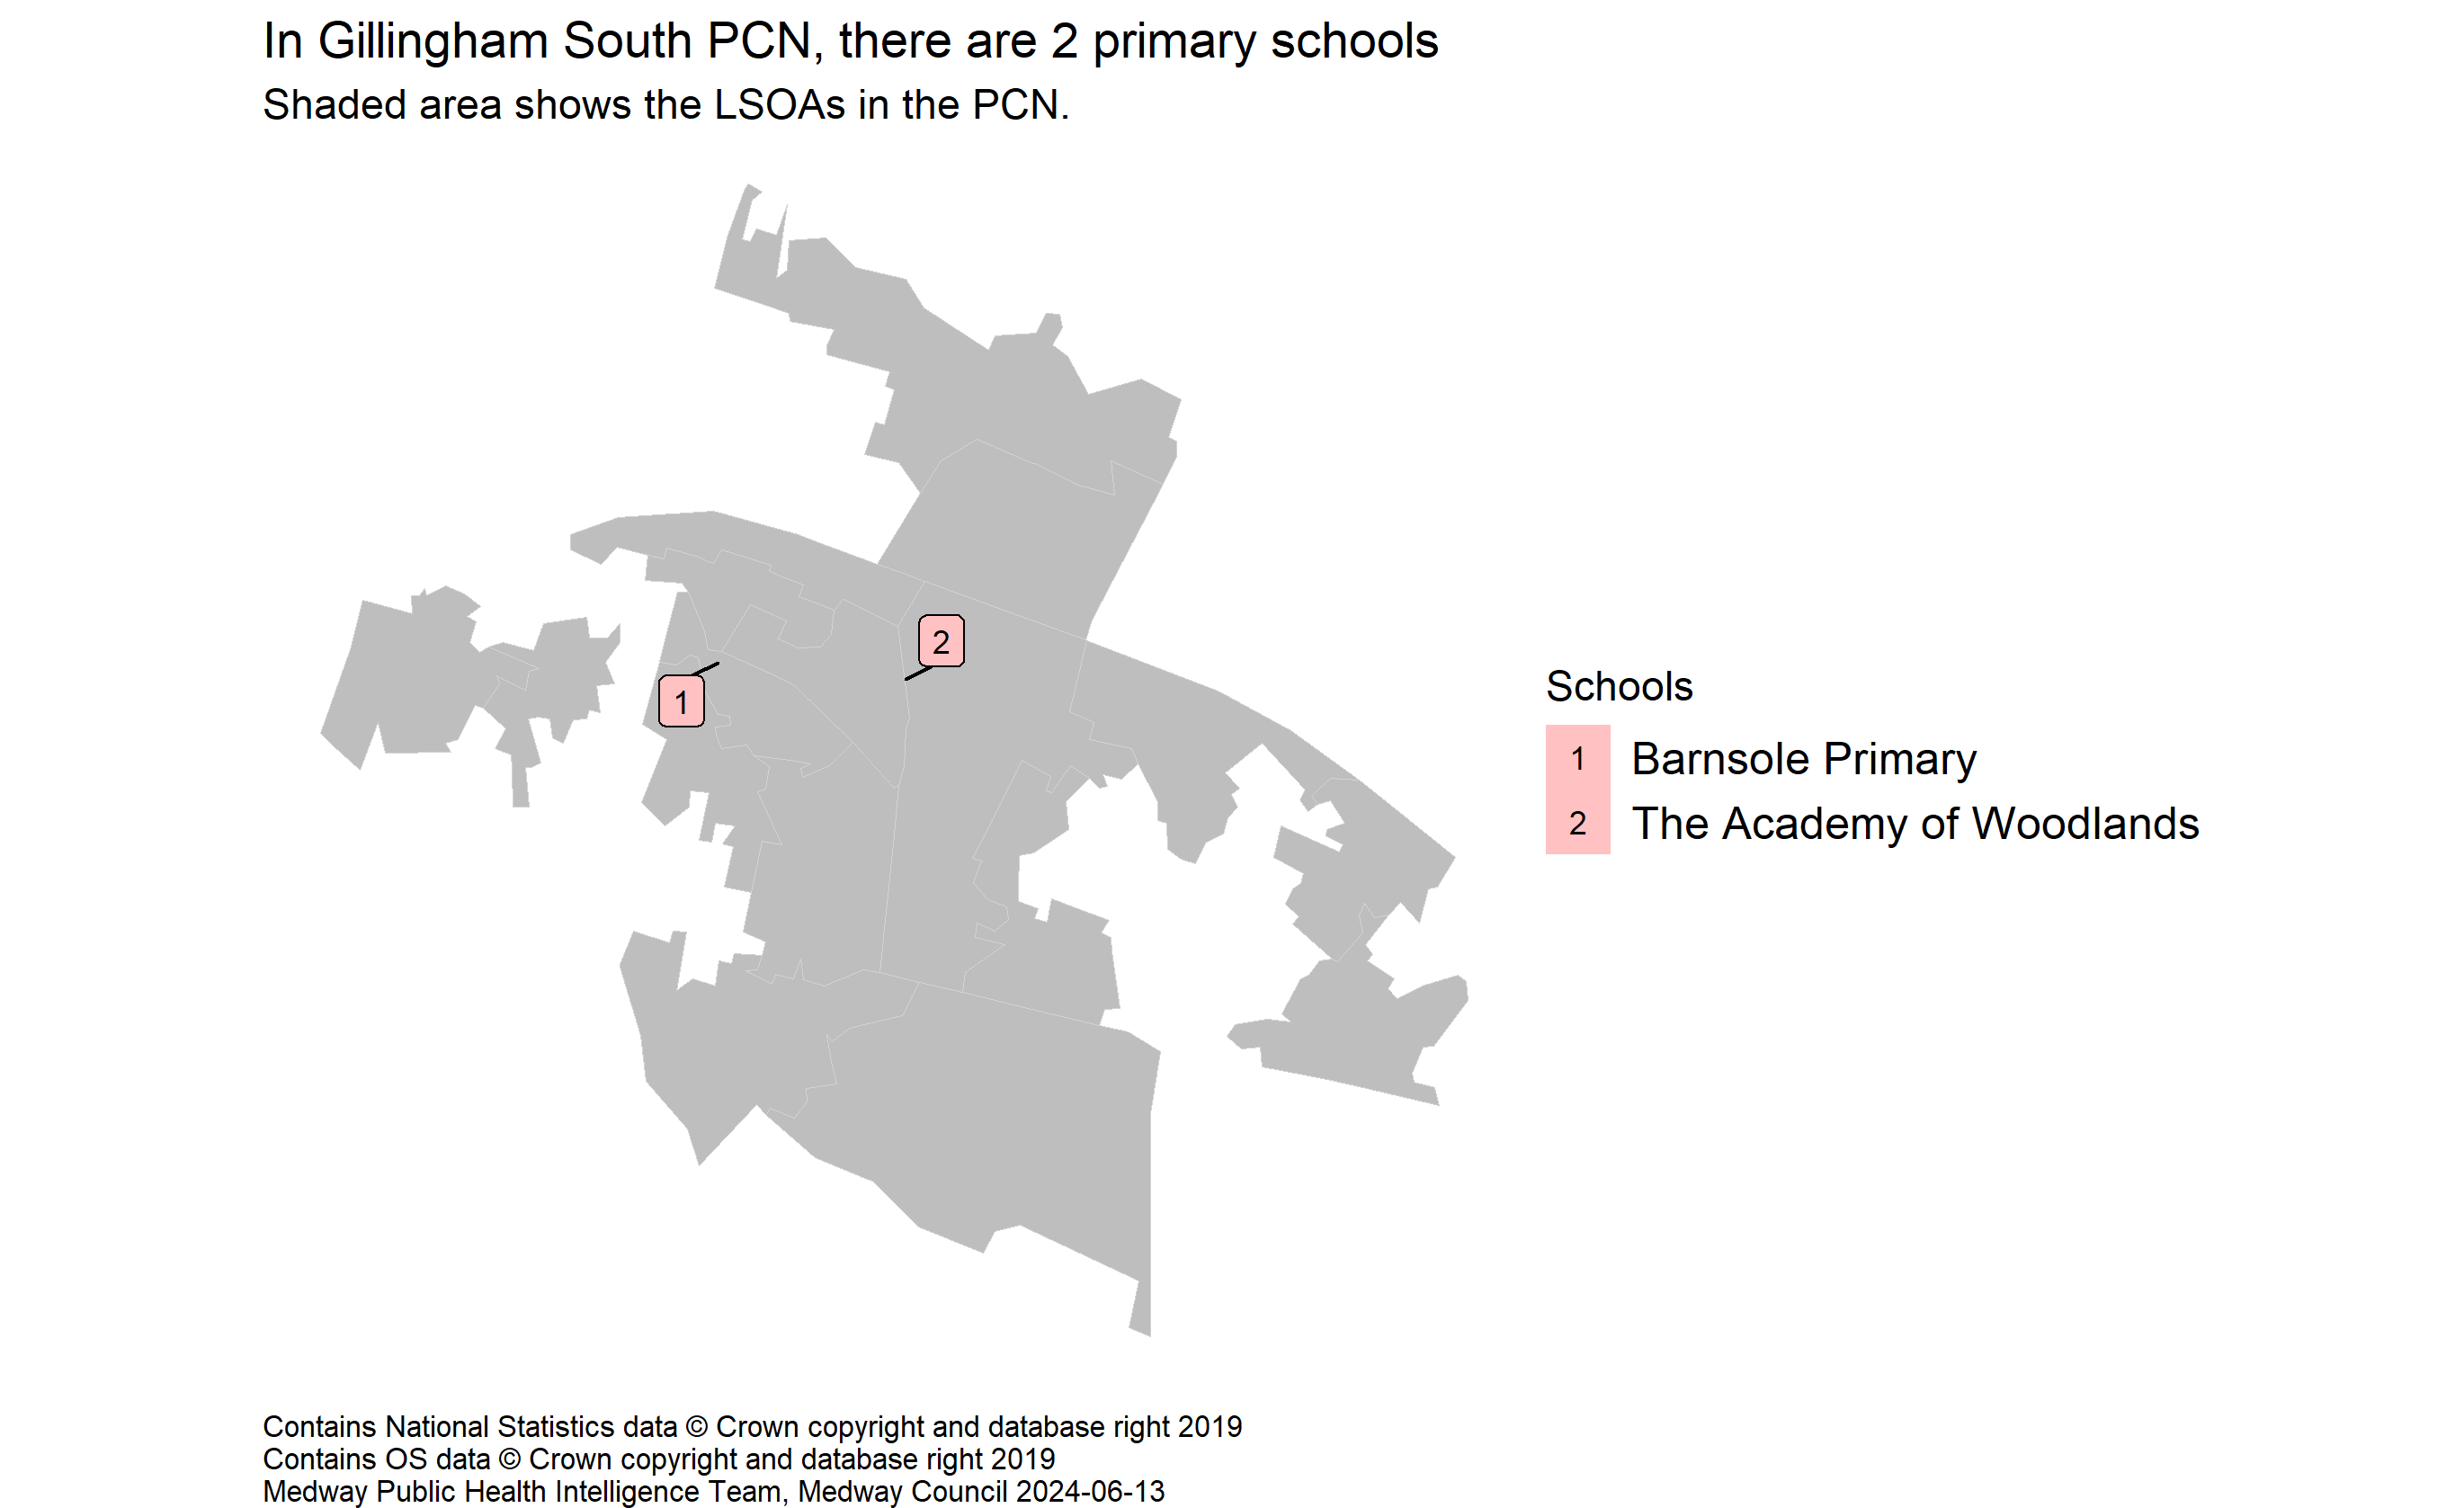 In Gillingham South PCN, there are 2 primary schools
Shaded area shows the LSOAs in the PCN.
2
1
Schools
1 Barnsole Primary
2 The Academy of Woodlands
Contains National Statistics data © Crown copyright and database right 2019
Contains OS data © Crown copyright and database right 2019
Medway Public Health Intelligence Team, Medway Council 2024-06-13